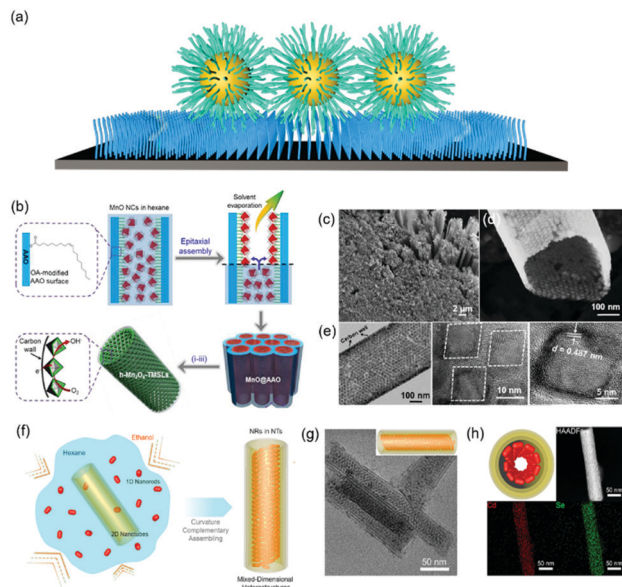 (a)
(b)
MnO NCs in hexane
Solvent
evaporation
AAO
OA-modified
AAO surface
Epitaxial
assembly
Carbon
wall
OH⁻
e⁻
O₂
h-Mn₃O₄-TMSLs
(i-iii)
MnO@AAO
(c)
2 μm
(d)
100 nm
(e)
Carbon wall
100 nm
10 nm
d = 0.487 nm
5 nm
(f)
Hexane
Ethanol
1D Nanorods
2D Nanotubes
Curvature
Complementary
Assembling
NRs in NTs
Mixed-Dimensional
(g)
50 nm
(h)
HAADF
50 nm
Cd
50 nm
Se
50 nm